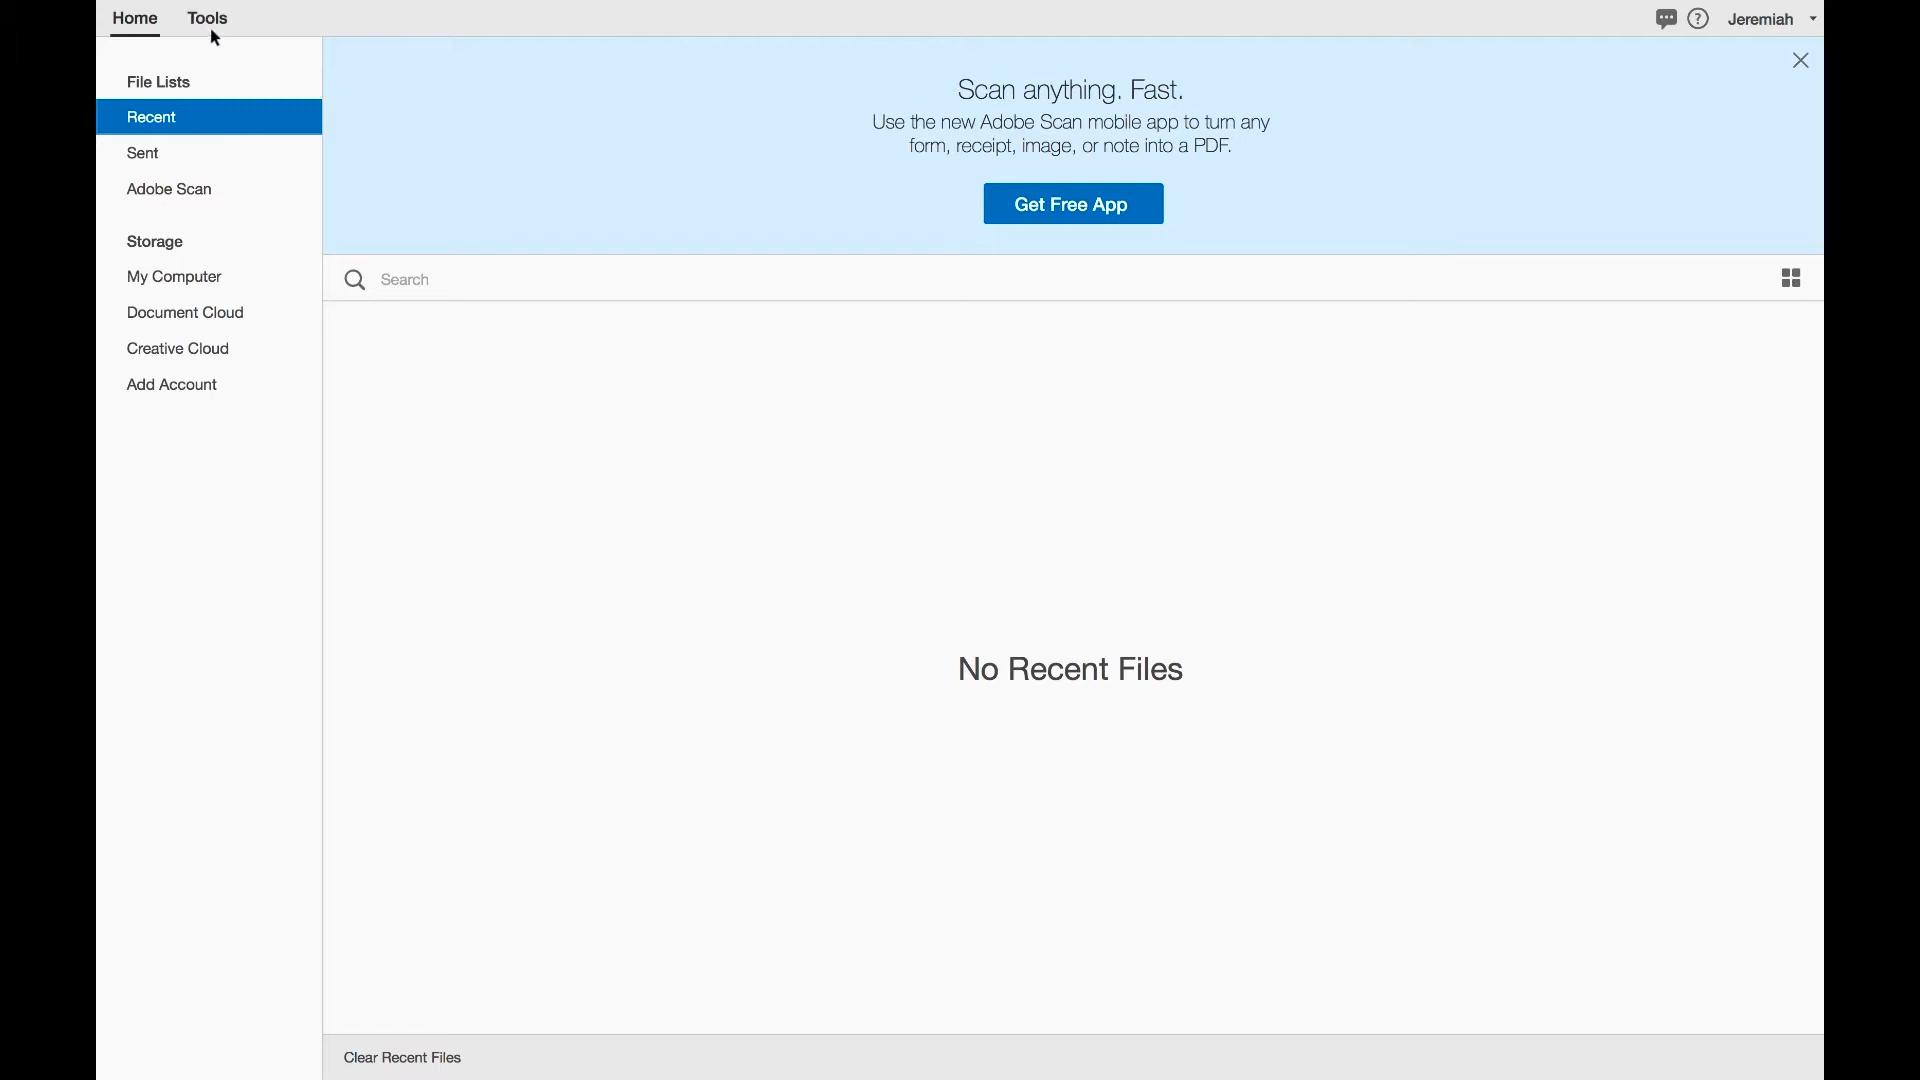 Home
Tools
Jeremiah
File Lists
Recent
Sent
Adobe Scan
Storage
My Computer
Document Cloud
Creative Cloud
Add Account
Scan anything. Fast.
Use the new Adobe Scan mobile app to turn any
form, receipt, image, or note into a PDF.
Get Free App
Search
No Recent Files
Clear Recent Files